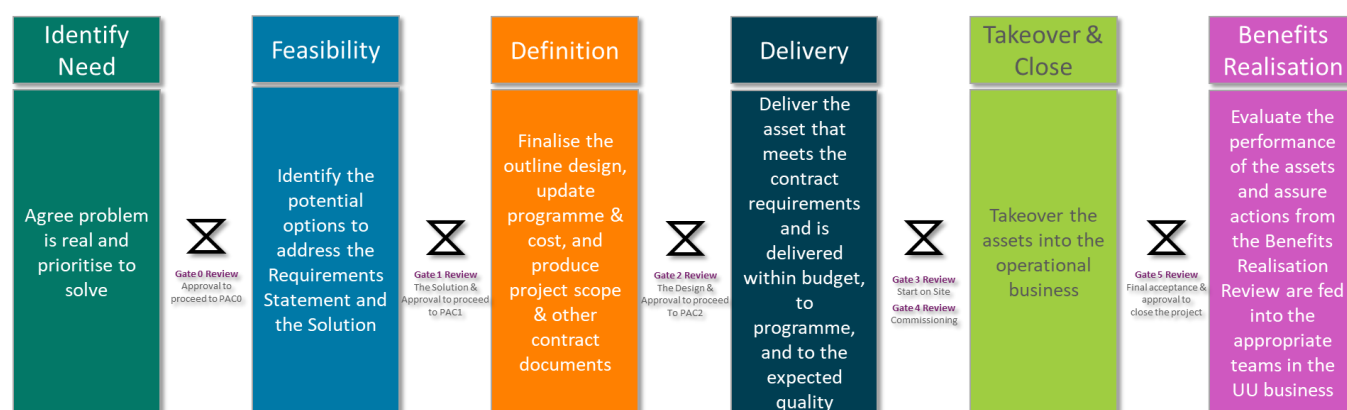 Identify
Need
Agree problem
is real and
prioritise to
solve
Gate 0 Review
Approval to
proceed to PAC0
Feasibility
Identify the
potential
options to
address the
Requirements
Statement and
the Solution
Gate 1 Review
The Solution &
Approval to proceed
to PAC1
Definition
Finalise the
outline design,
update
programme &
cost, and
produce
project scope
& other
contract
documents
Gate 2 Review
The Design &
Approval to proceed
To PAC2
Delivery
Deliver the
asset that
meets the
contract
requirements
and is
delivered
within budget,
to
programme,
and to the
expected
quality
Gate 3 Review
Start on Site
Gate 4 Review
Commissioning
Takeover &
Close
Takeover the
assets into the
operational
business
Gate 5 Review
Final acceptance &
approval to
close the project
Benefits
Realisation
Evaluate the
performance
of the assets
and assure
actions from
the Benefits
Realisation
Review are fed
into the
appropriate
teams in the
UU business